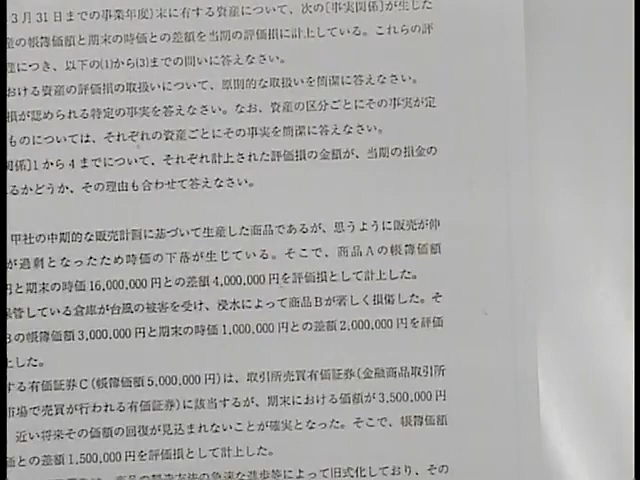 3月31日までの事業年度)末に有する資産について、次の〔事実関係〕が生じた
の帳簿価額と期末の時価との差額を当期の評価損に計上している。これらの評
につき、以下の(1)から(3)までの問いに答えなさい。
おける資産の評価損の取扱いについて、原則的な取扱いを簡潔に答えなさい。
損が認められる特定の事実を答えなさい。なお、資産の区分ごとにその事実が定
ものについては、それぞれの資産ごとにその事実を簡潔に答えなさい。
関係〕1から4までについて、それぞれ計上された評価損の金額が、当期の損金の
るかどうか、その理由も合わせて答えなさい。
甲社の中期的な販売計画に基づいて生産した商品であるが、思うように販売が伸
が過剰となったため時価の下落が生じている。そこで、商品Aの帳簿価額
円と期末の時価16,000,000円との差額4,000,000円を評価損として計上した。
管している倉庫が台風の被害を受け、浸水によって商品Bが著しく損傷した。そ
Bの帳簿価額3,000,000円と期末の時価1,000,000円との差額2,000,000円を評価
上した。
する有価証券C(帳簿価額5,000,000円)は、取引所売買有価証券(金融商品取引所
市場で売買が行われる有価証券)に該当するが、期末における価額が3,500,000円
近い将来その価額の回復が見込まれないことが確実となった。そこで、帳簿価額
価との差額1,500,000円を評価損として計上した。
商品の製造方法の急速な進歩等によって旧式化しており、その